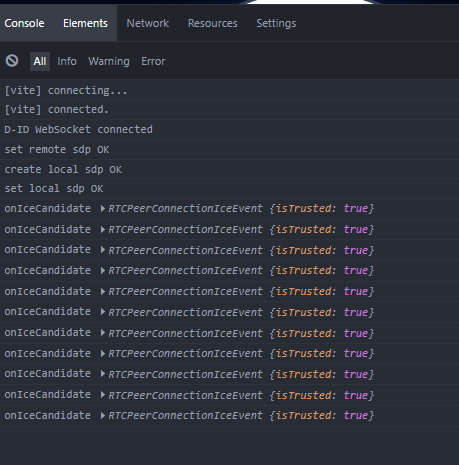 Console Elements Network Resources Settings
All Info Warning Error
[vite] connecting...
[vite] connected.
D-ID WebSocket connected
set remote sdp OK
create local sdp OK
set local sdp OK
onIceCandidate ▶RTCPeerConnectionIceEvent {isTrusted: true}
onIceCandidate ▶RTCPeerConnectionIceEvent {isTrusted: true}
onIceCandidate ▶RTCPeerConnectionIceEvent {isTrusted: true}
onIceCandidate ▶RTCPeerConnectionIceEvent {isTrusted: true}
onIceCandidate ▶RTCPeerConnectionIceEvent {isTrusted: true}
onIceCandidate ▶RTCPeerConnectionIceEvent {isTrusted: true}
onIceCandidate ▶RTCPeerConnectionIceEvent {isTrusted: true}
onIceCandidate ▶RTCPeerConnectionIceEvent {isTrusted: true}
onIceCandidate ▶RTCPeerConnectionIceEvent {isTrusted: true}
onIceCandidate ▶RTCPeerConnectionIceEvent {isTrusted: true}
onIceCandidate ▶RTCPeerConnectionIceEvent {isTrusted: true}